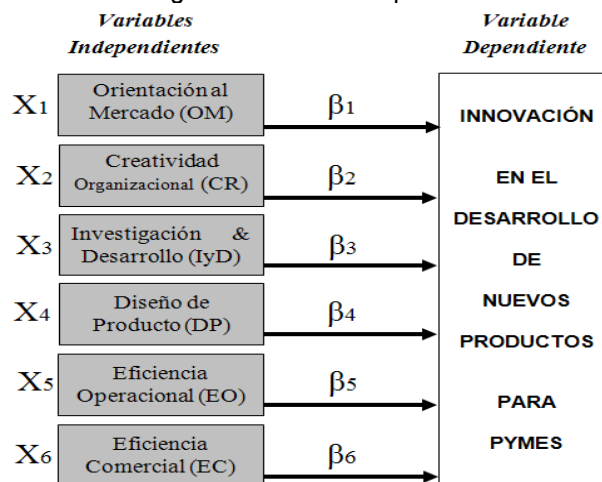 Variables
Independientes
Variable
Dependiente
X1
Orientación al
Mercado (OM)
β1
X2
Creatividad
Organizacional (CR)
β2
X3
Investigación &
Desarrollo (IyD)
β3
X4
Diseño de
Producto (DP)
β4
X5
Eficiencia
Operacional (EO)
β5
X6
Eficiencia
Comercial (EC)
β6
INNOVACIÓN
EN EL
DESARROLLO
DE
NUEVOS
PRODUCTOS
PARA
PYMES